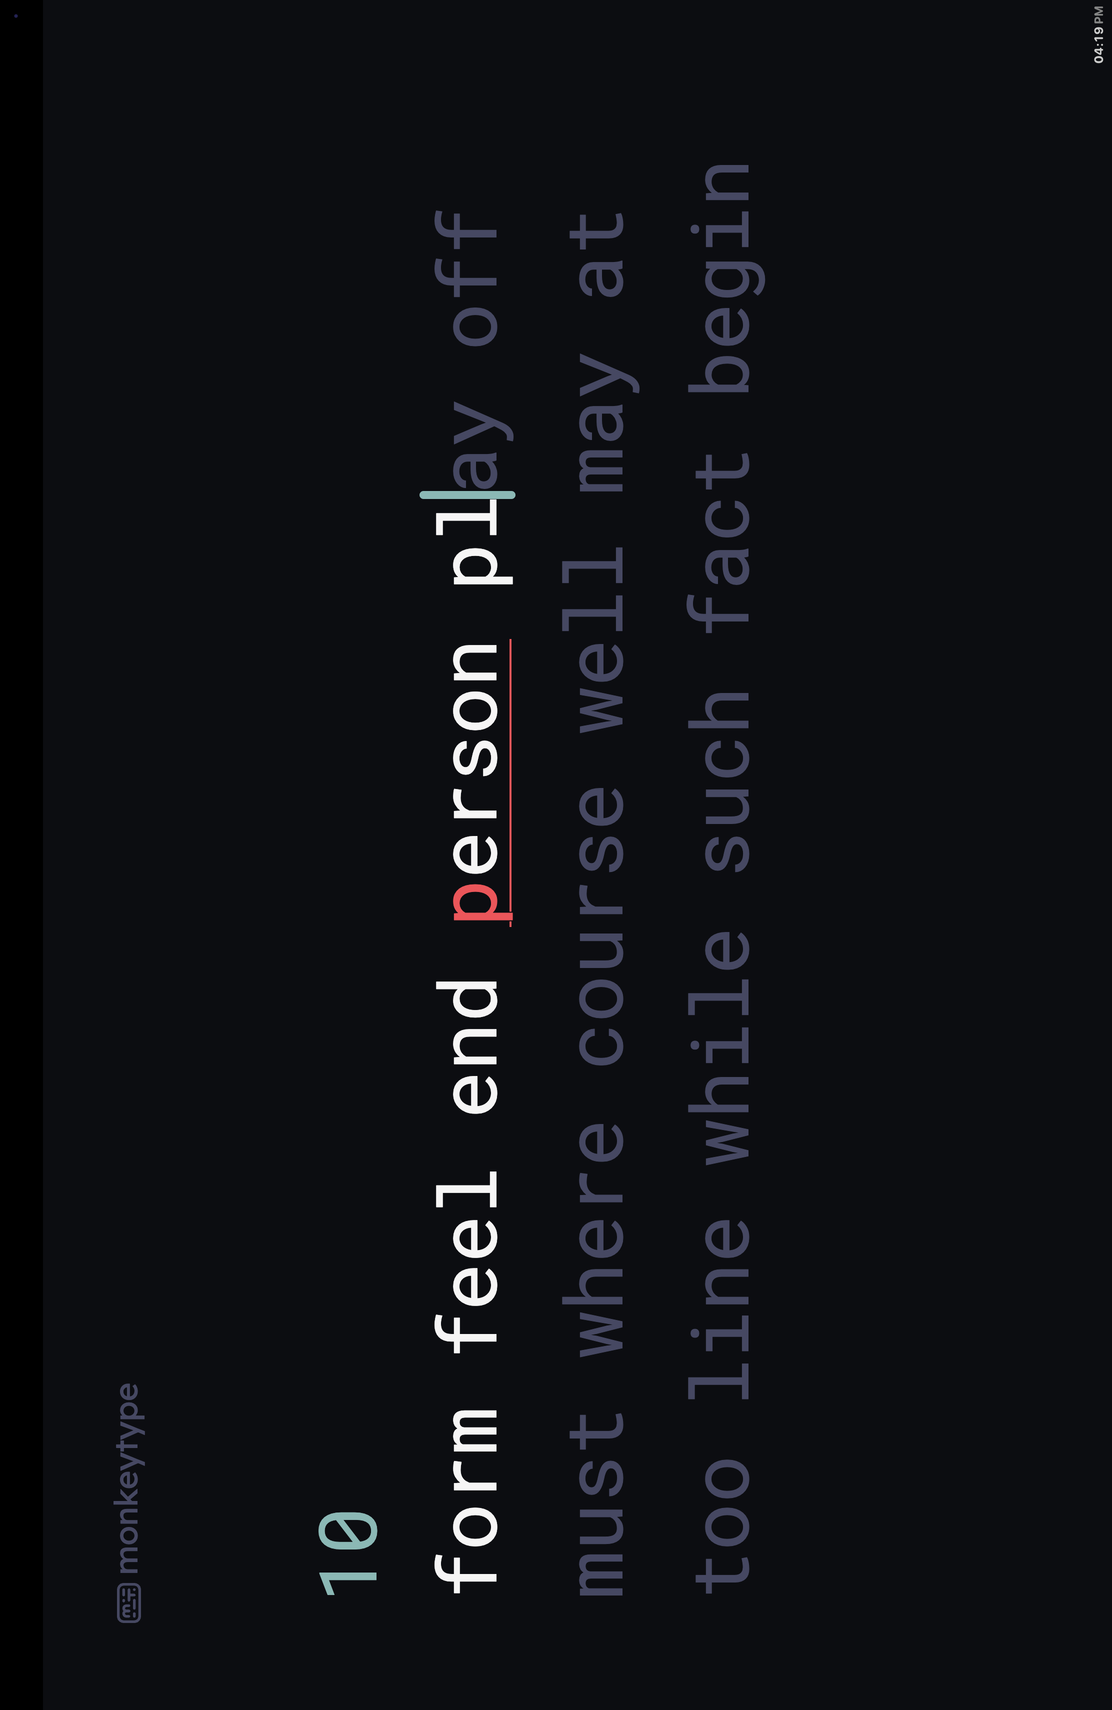 monkeytype
10
form feel end person play off
must where course well may at
too line while such fact begin
04:19 PM